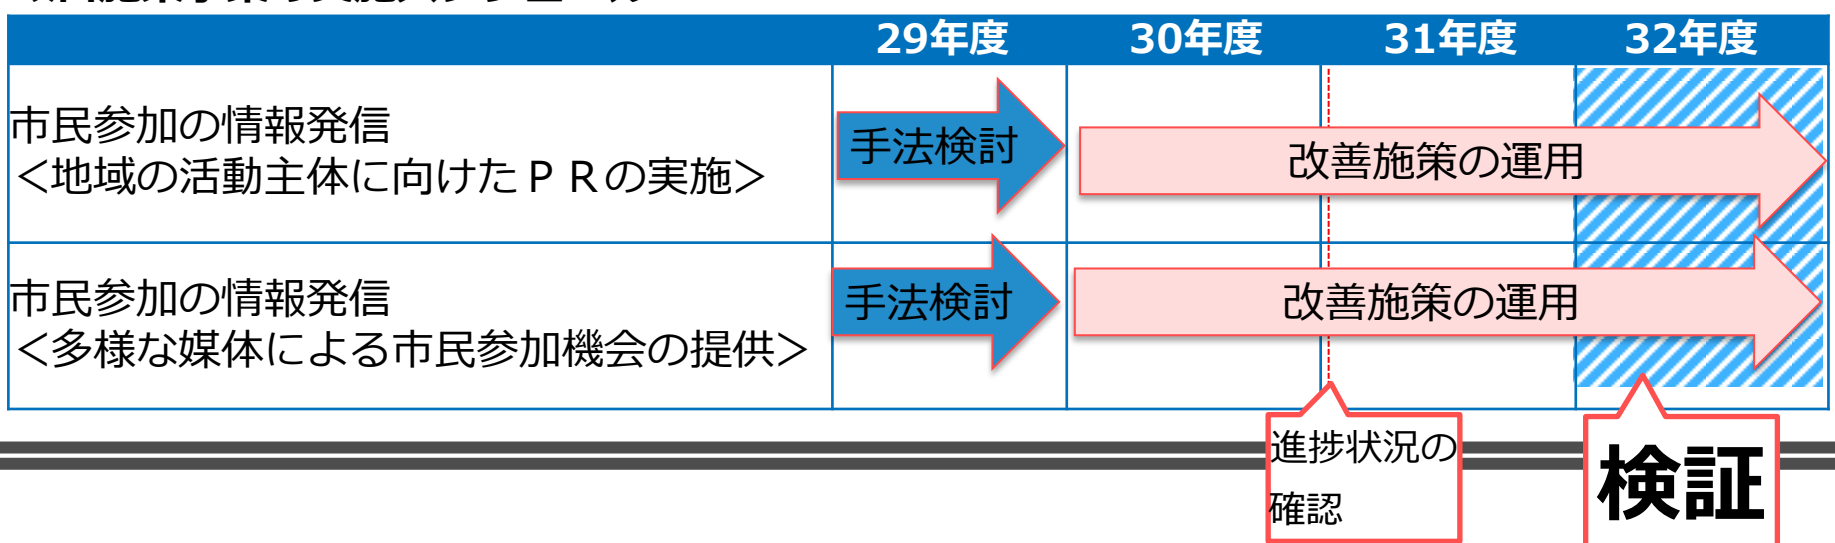 29年度 30年度 31年度 32年度
市民参加の情報発信
＜地域の活動主体に向けたＰＲの実施＞
手法検討
改善施策の運用
市民参加の情報発信
＜多様な媒体による市民参加機会の提供＞
手法検討
改善施策の運用
進捗状況の
確認
検証